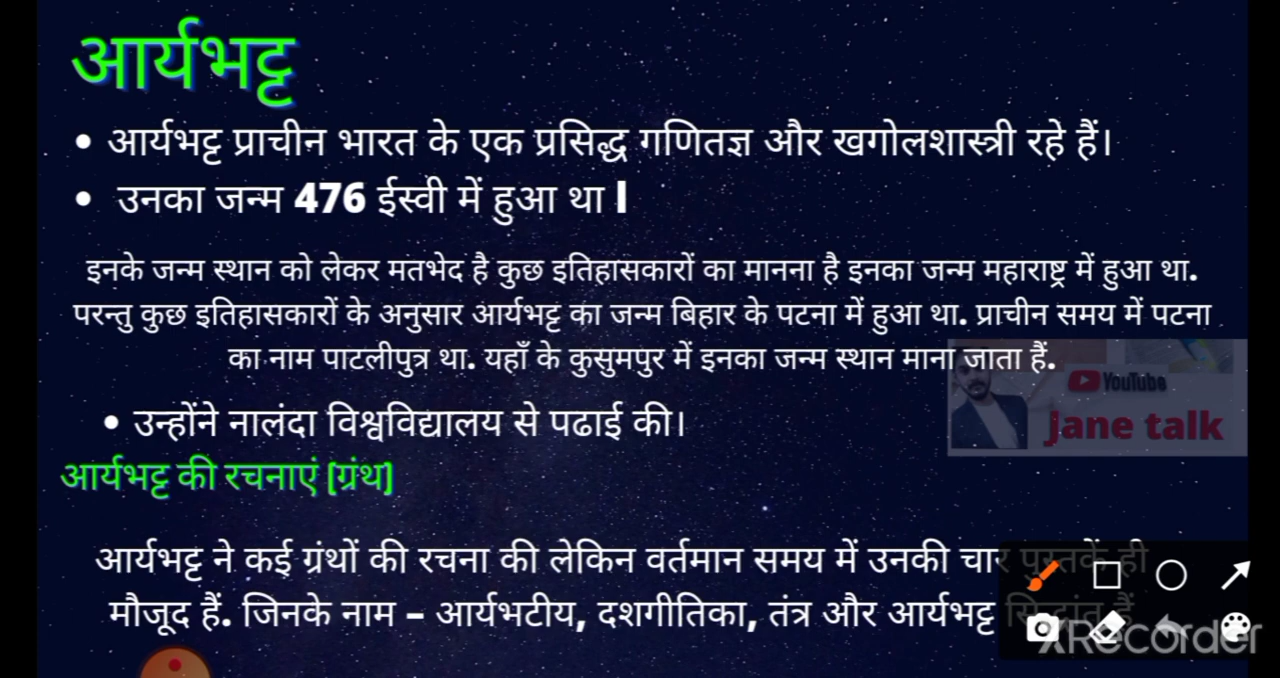 आर्यभट्ट
• आर्यभट्ट प्राचीन भारत के एक प्रसिद्ध गणितज्ञ और खगोलशास्त्री रहे हैं।
• उनका जन्म 476 ईस्वी में हुआ था l
इनके जन्म स्थान को लेकर मतभेद है कुछ इतिहासकारों का मानना है इनका जन्म महाराष्ट्र में हुआ था.
परन्तु कुछ इतिहासकारों के अनुसार आर्यभट्ट का जन्म बिहार के पटना में हुआ था. प्राचीन समय में पटना
का नाम पाटलीपुत्र था. यहाँ के कुसुमपुर में इनका जन्म स्थान माना जाता हैं.
YouTube
Jane talk
• उन्होंने नालंदा विश्वविद्यालय से पढाई की।
आर्यभट्ट की रचनाएं [ग्रंथ]
आर्यभट्ट ने कई ग्रंथों की रचना की लेकिन वर्तमान समय में उनकी चार पुस्तकें ही
मौजूद हैं. जिनके नाम – आर्यभटीय, दशगीतिका, तंत्र और आर्यभट्ट सिद्धांत हैं
XRecorder